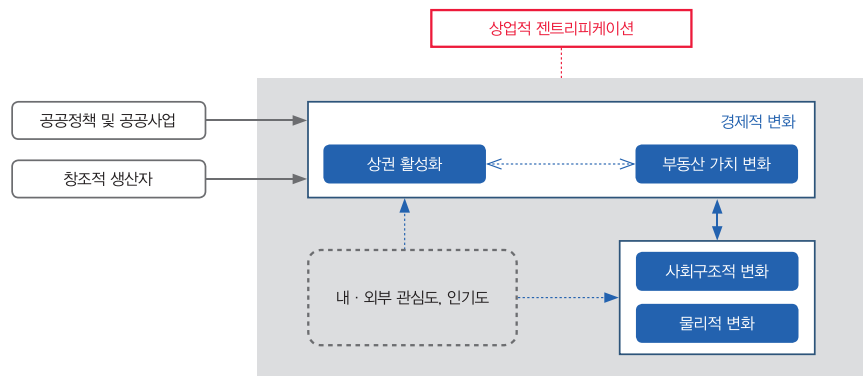 상업적 젠트리피케이션
공공정책 및 공공사업
창조적 생산자
경제적 변화
상권 활성화
부동산 가치 변화
내 · 외부 관심도, 인기도
사회구조적 변화
물리적 변화